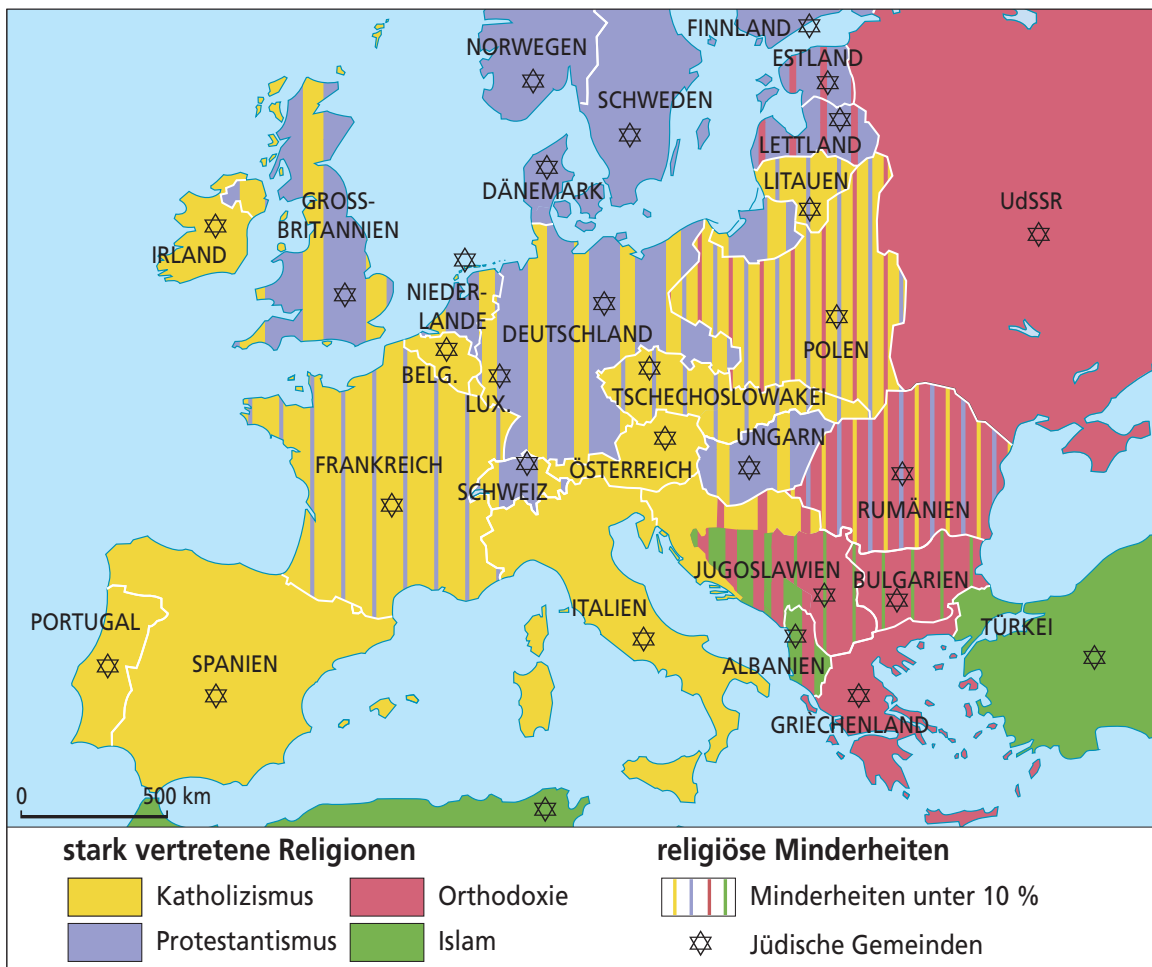 FINNLAND
NORWEGEN
ESTLAND
SCHWEDEN
LETTLAND
LITAUEN
DÄNEMARK
GROSS-
BRITANNIEN
UdSSR
IRLAND
NIEDER-
LANDE
DEUTSCHLAND
POLEN
BELG.
LUX.
TSCHECHOSLOWAKEI
UNGARN
FRANKREICH
ÖSTERREICH
SCHWEIZ
RUMÄNIEN
JUGOSLAWIEN
BULGARIEN
ITALIEN
PORTUGAL
TÜRKEI
SPANIEN
ALBANIEN
GRIECHENLAND
0 500 km
stark vertretene Religionen
Katholizismus
Orthodoxie
Protestantismus
Islam
religiöse Minderheiten
Minderheiten unter 10 %
Jüdische Gemeinden